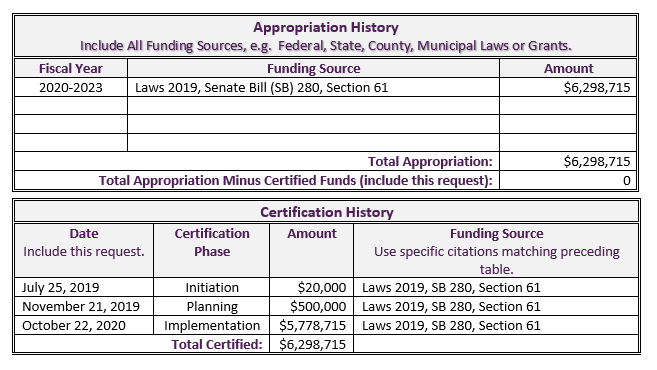 Appropriation History
Include All Funding Sources, e.g. Federal, State, County, Municipal Laws or Grants.
Fiscal Year Funding Source Amount
2020-2023 Laws 2019, Senate Bill (SB) 280, Section 61 $6,298,715
Total Appropriation: $6,298,715
Total Appropriation Minus Certified Funds (include this request): 0
Certification History
Date Certification Amount Funding Source
Include this request. Phase Use specific citations matching preceding
table.
July 25, 2019 Initiation $20,000 Laws 2019, SB 280, Section 61
November 21, 2019 Planning $500,000 Laws 2019, SB 280, Section 61
October 22, 2020 Implementation $5,778,715 Laws 2019, SB 280, Section 61
Total Certified: $6,298,715